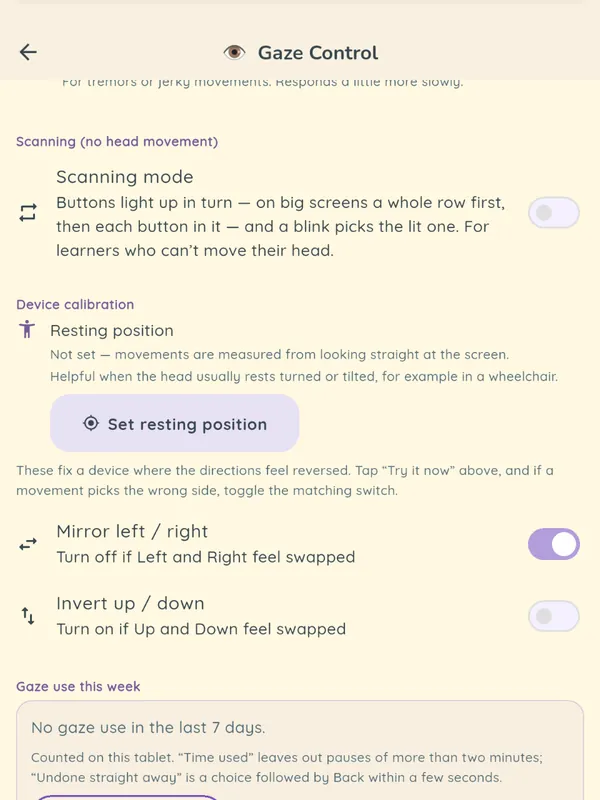 Gaze Control
For tremors or jerky movements. Responds a little more slowly.
Scanning (no head movement)
Scanning mode
Buttons light up in turn — on big screens a whole row first,
then each button in it — and a blink picks the lit one. For
learners who can’t move their head.
Device calibration
Resting position
Not set — movements are measured from looking straight at the screen.
Helpful when the head usually rests turned or tilted, for example in a wheelchair.
Set resting position
These fix a device where the directions feel reversed. Tap “Try it now” above, and if a
movement picks the wrong side, toggle the matching switch.
Mirror left / right
Turn off if Left and Right feel swapped
Invert up / down
Turn on if Up and Down feel swapped
Gaze use this week
No gaze use in the last 7 days.
Counted on this tablet. “Time used” leaves out pauses of more than two minutes;
“Undone straight away” is a choice followed by Back within a few seconds.